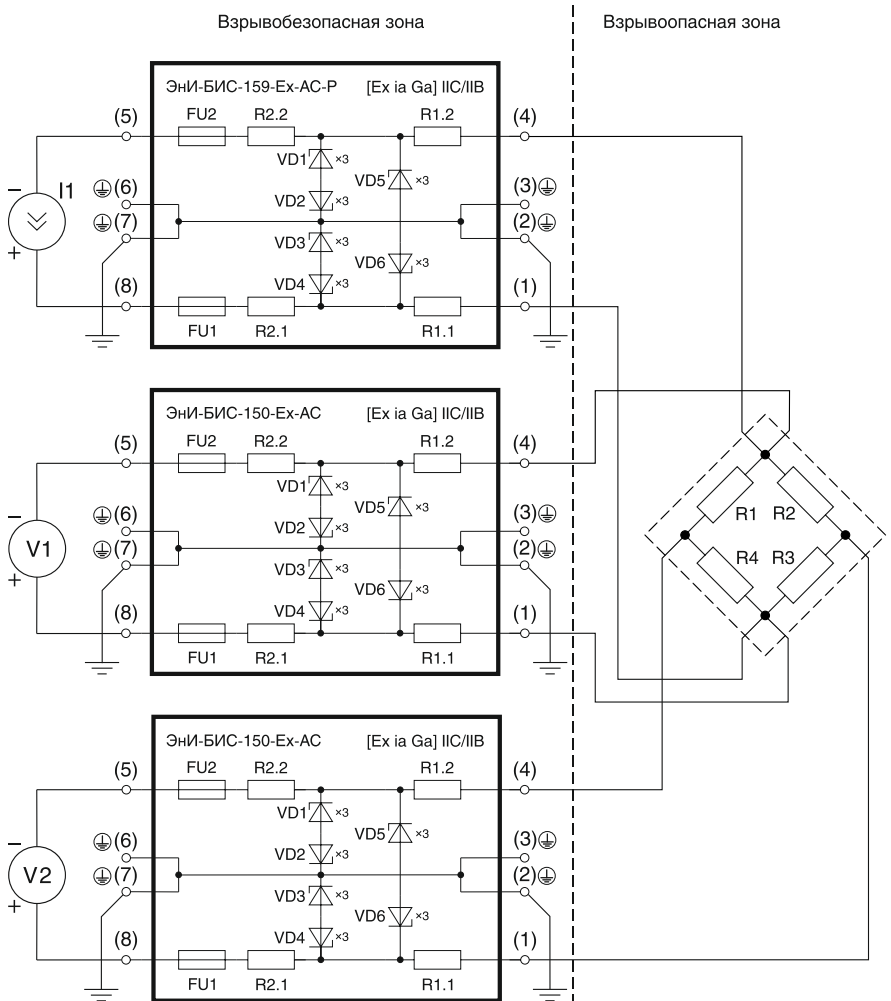 Взрывобезопасная зона
Взрывоопасная зона
ЭнИ-БИС-159-Ex-AC-P [Ex ia Ga] IIC/IIB
(5) FU2 R2.2 R1.2 (4)
VD1 ×3
VD5 ×3
– I1 (6) VD2 ×3 (3)
(7) (2)
+ VD3 ×3
VD6 ×3
(8) VD4 ×3 (1)
FU1 R2.1 R1.1
ЭнИ-БИС-150-Ex-AC [Ex ia Ga] IIC/IIB
(5) FU2 R2.2 R1.2 (4)
VD1 ×3
VD5 ×3
– (6) VD2 ×3 (3)
V1 (7) (2)
+ VD3 ×3
VD6 ×3
(8) VD4 ×3 (1)
FU1 R2.1 R1.1
R1 R2
R4 R3
ЭнИ-БИС-150-Ex-AC [Ex ia Ga] IIC/IIB
(5) FU2 R2.2 R1.2 (4)
VD1 ×3
VD5 ×3
– (6) VD2 ×3 (3)
V2 (7) (2)
+ VD3 ×3
VD6 ×3
(8) VD4 ×3 (1)
FU1 R2.1 R1.1